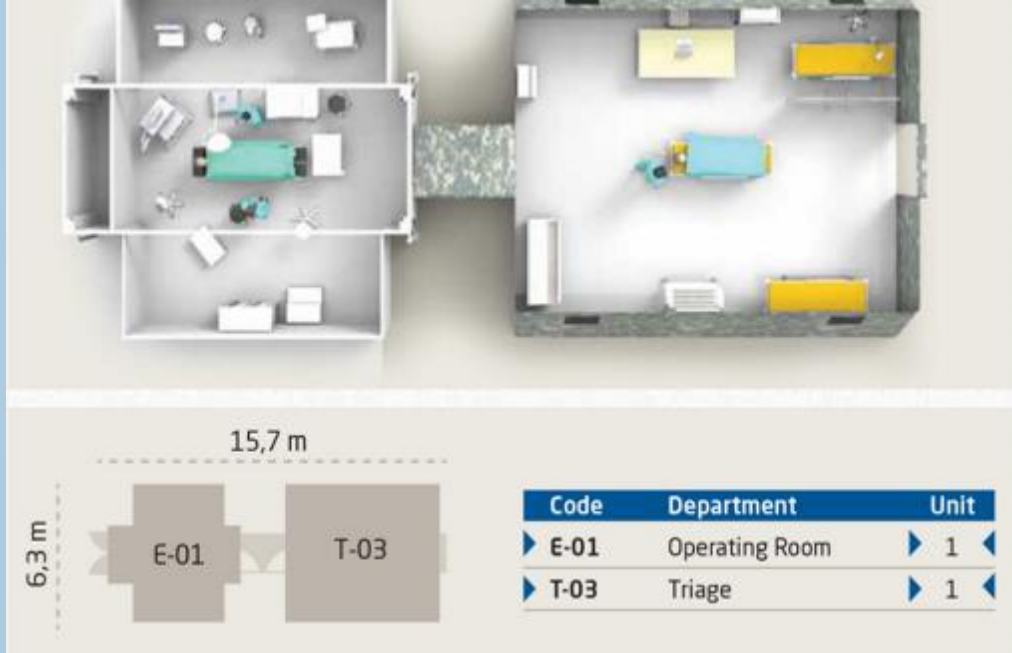 15,7 m
6,3 m
E-01
T-03
Code Department Unit
E-01 Operating Room 1
T-03 Triage 1